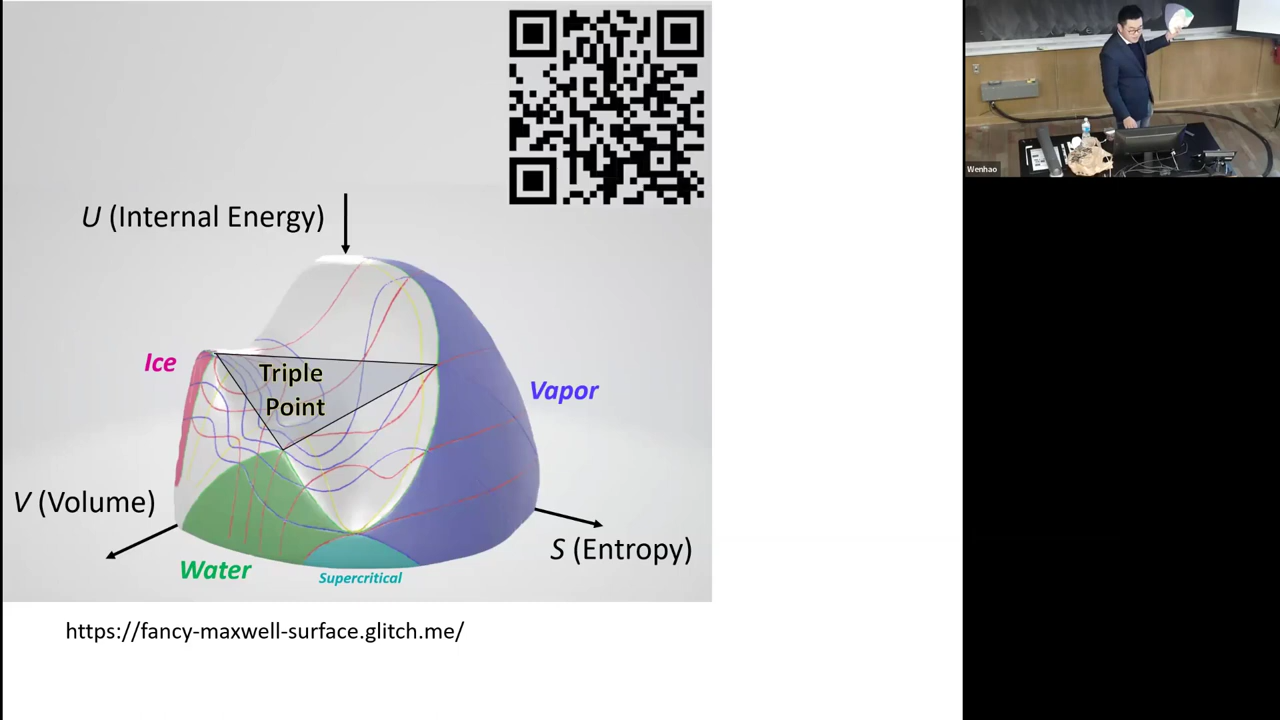 U (Internal Energy)
Ice
Triple
Point
Vapor
V (Volume)
S (Entropy)
Water
Supercritical
https://fancy-maxwell-surface.glitch.me/
Wenhao